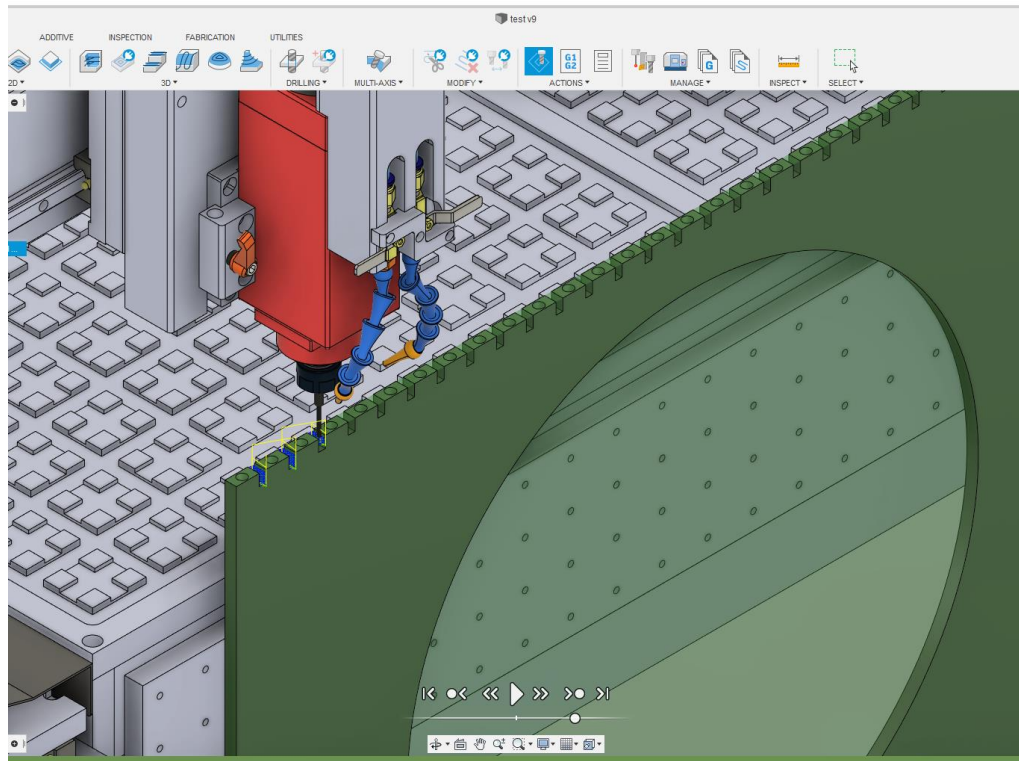 test v9
ADDITIVE INSPECTION FABRICATION UTILITIES
G1
G2
G
S
2D 3D DRILLING MULTI-AXIS MODIFY ACTIONS MANAGE INSPECT SELECT